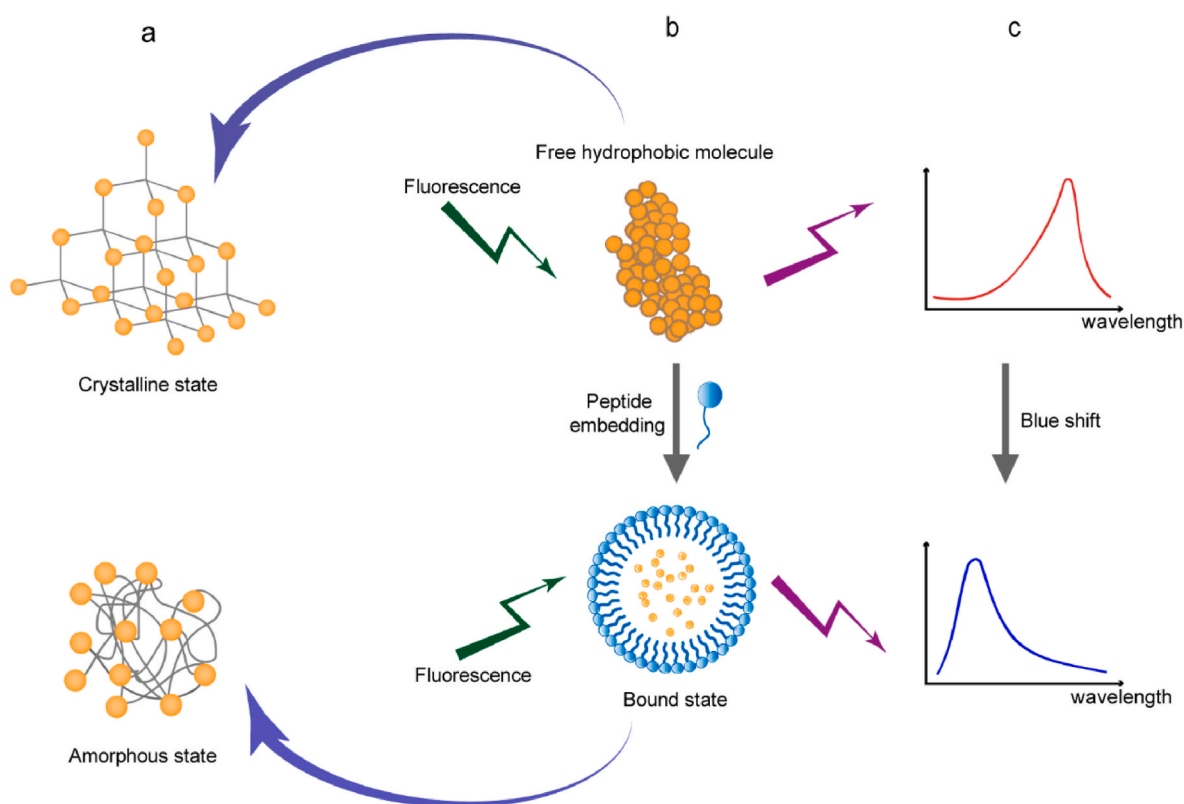 a
b
c
Free hydrophobic molecule
Fluorescence
wavelength
Crystalline state
Peptide
embedding
Blue shift
Fluorescence
Bound state
wavelength
Amorphous state